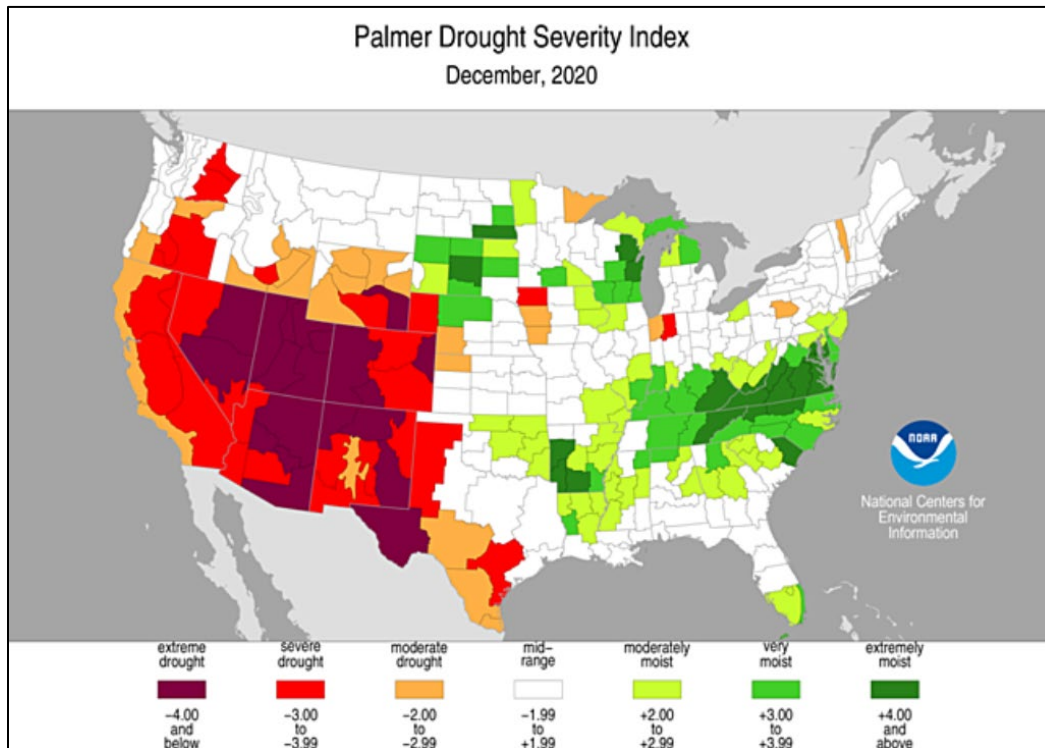 Palmer Drought Severity Index
December, 2020
NOAA
National Centers for
Environmental
Information
extreme
drought
severe
drought
moderate
drought
mid–
range
moderately
moist
very
moist
extremely
moist
−4.00
and
below
−3.00
to
−3.99
−2.00
to
−2.99
−1.99
to
+1.99
+2.00
to
+2.99
+3.00
to
+3.99
+4.00
and
above